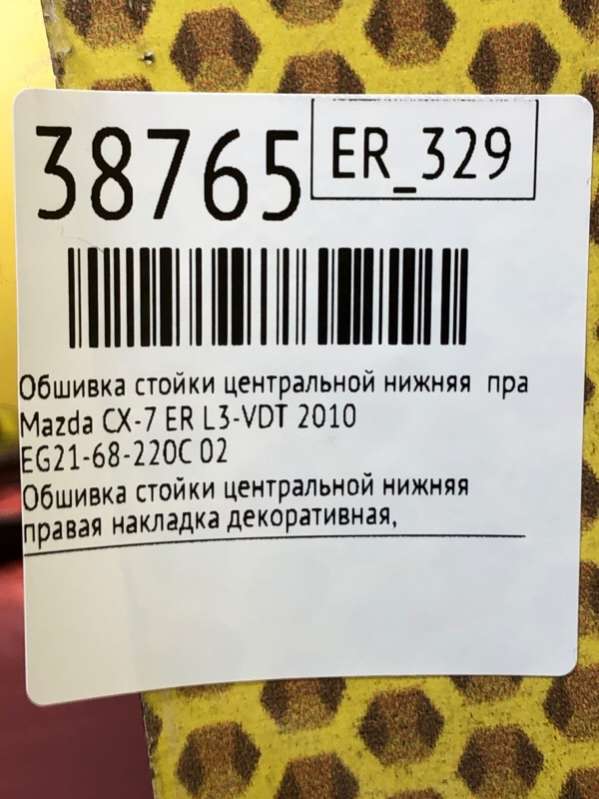 38765 ER_329
Обшивка стойки центральной нижняя пра
Mazda CX-7 ER L3-VDT 2010
EG21-68-220C 02
Обшивка стойки центральной нижняя
правая накладка декоративная,